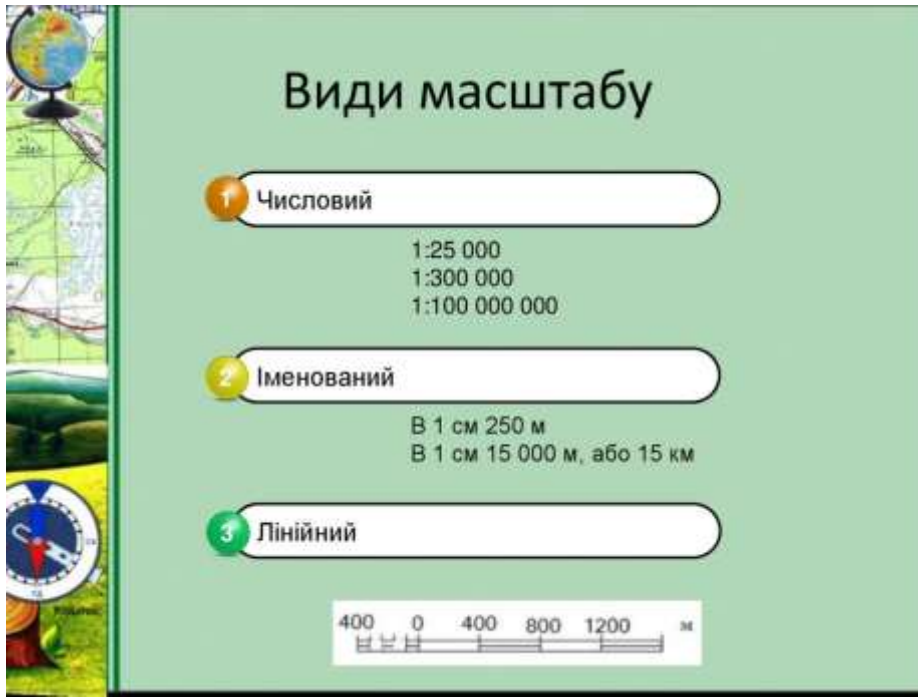 Види масштабу
1 Числовий
1:25 000
1:300 000
1:100 000 000
2 Іменований
В 1 см 250 м
В 1 см 15 000 м, або 15 км
3 Лінійний
400 0 400 800 1200 м